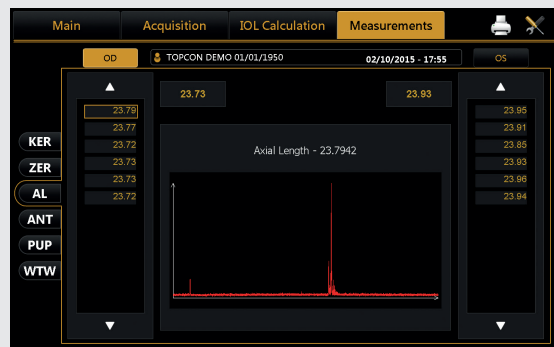 Main Acquisition IOL Calculation Measurements
OD TOPCON DEMO 01/01/1950 02/10/2015 - 17:55 OS
23.73 23.93
23.79
23.77
23.72
23.73
23.73
23.72
KER
ZER
AL
ANT
PUP
WTW
Axial Length - 23.7942
23.95
23.91
23.85
23.93
23.96
23.94